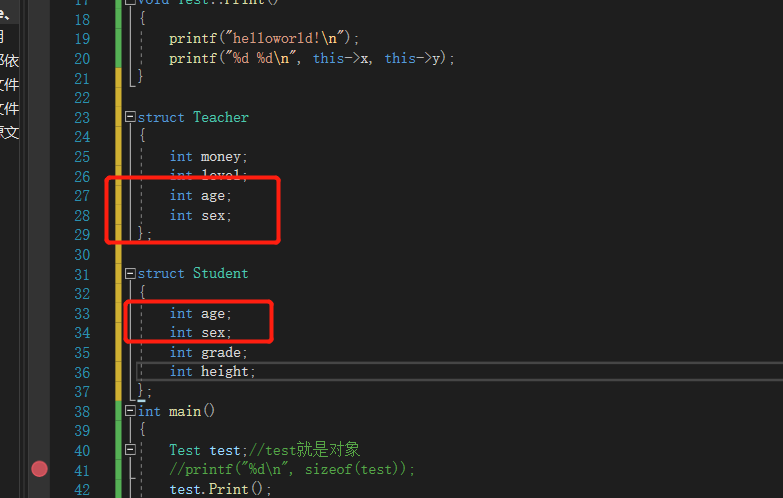 17 void Test::Print()
18 {
19 printf("helloworld!\n");
20 printf("%d %d\n", this->x, this->y);
21 }
22
23 struct Teacher
24 {
25 int money;
26 int level;
27 int age;
28 int sex;
29 };
30
31 struct Student
32 {
33 int age;
34 int sex;
35 int grade;
36 int height;
37 };
38 int main()
39 {
40 Test test;//test就是对象
41 //printf("%d\n", sizeof(test));
42 test.Print();
文件
文件
原文